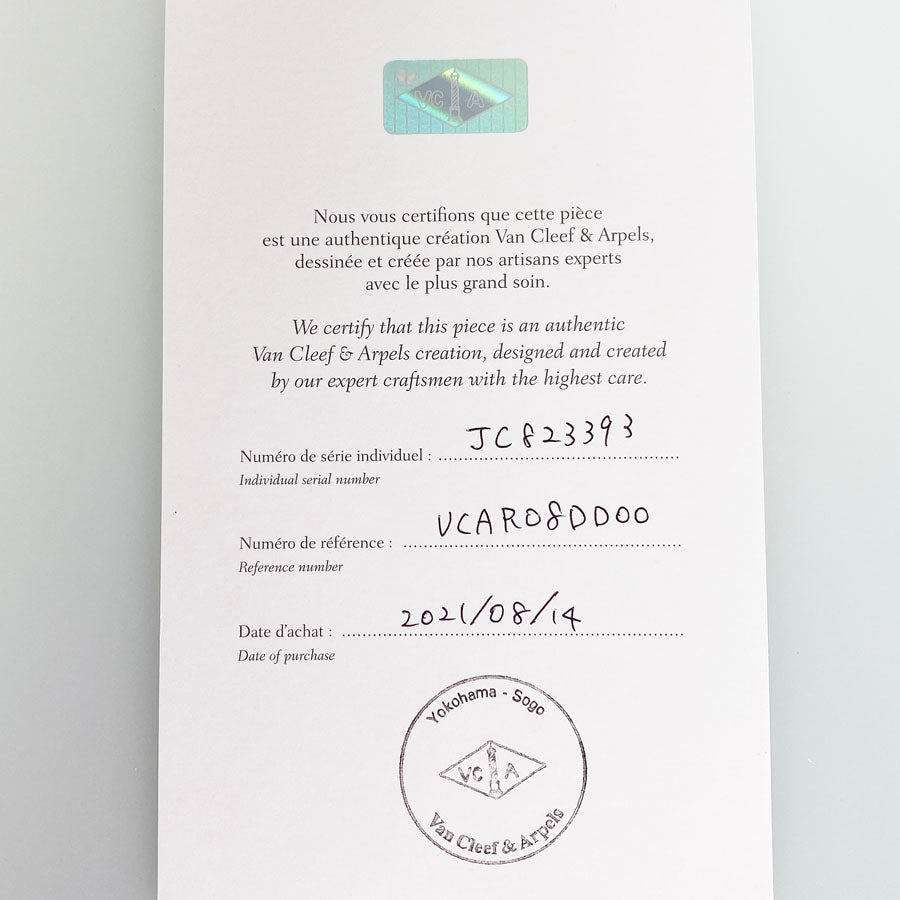 VC A
Nous vous certifions que cette pièce
est une authentique création Van Cleef & Arpels,
dessinée et créée par nos artisans experts
avec le plus grand soin.
We certify that this piece is an authentic
Van Cleef & Arpels creation, designed and created
by our expert craftsmen with the highest care.
Numéro de série individuel : JC823393
Individual serial number
Numéro de référence : VCARO8DD00
Reference number
Date d'achat : 2021/08/14
Date of purchase
Yokohama - Sogo
VC A
Van Cleef & Arpels